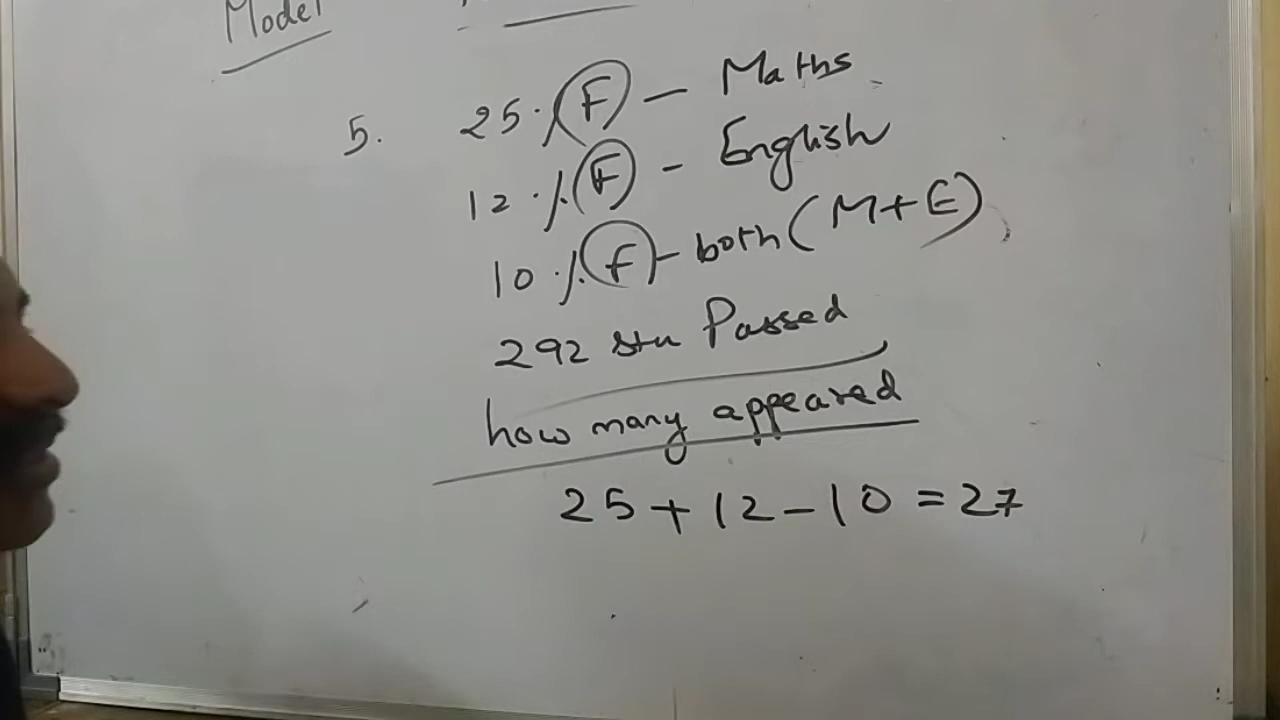 Model
5. 25% F - Maths
12% F - English
10% F - both (M+E)
292 stu Passed
how many appeared
25 + 12 - 10 = 27